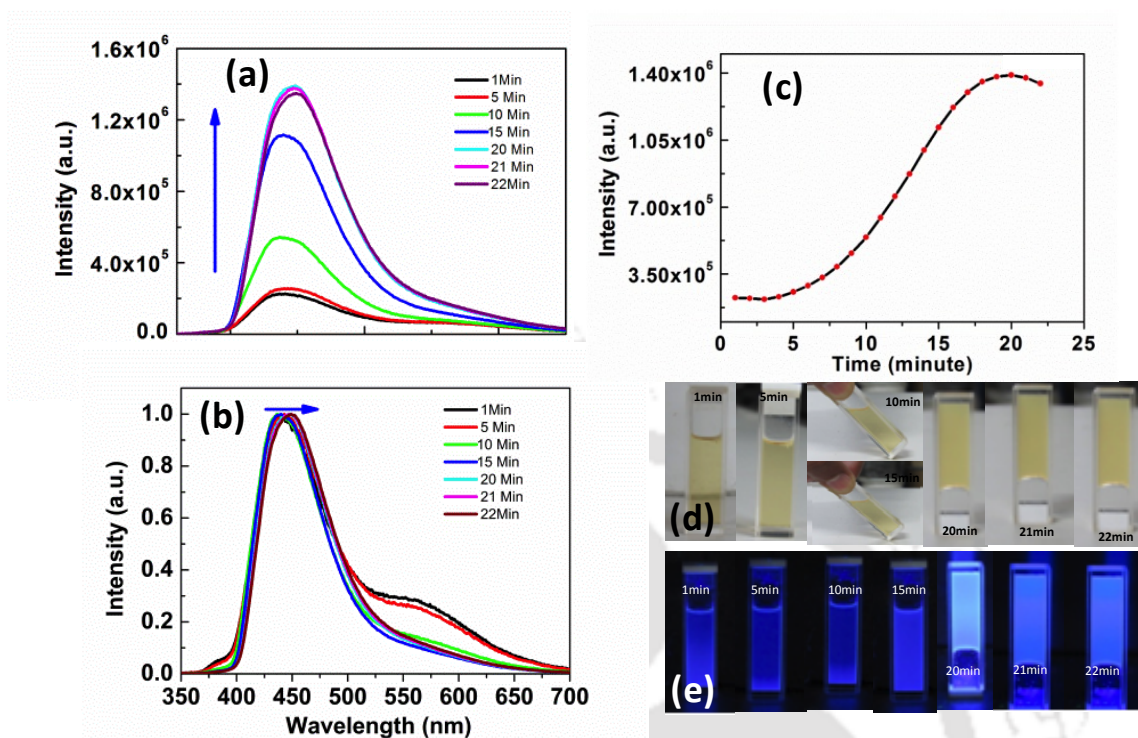 (a)
1.6x10⁶
1.2x10⁶
8.0x10⁵
4.0x10⁵
0.0
Intensity (a.u.)
1Min
5 Min
10 Min
15 Min
20 Min
21 Min
22Min
(b)
1.0
0.8
0.6
0.4
0.2
0.0
Intensity (a.u.)
1Min
5 Min
10 Min
15 Min
20 Min
21 Min
22Min
350 400 450 500 550 600 650 700
Wavelength (nm)
(c)
1.40x10⁶
1.05x10⁶
7.00x10⁵
3.50x10⁵
Intensity (a.u.)
0 5 10 15 20 25
Time (minute)
1min
5min
10min
15min
20min
21min
22min
(d)
1min
5min
10min
15min
20min
21min
22min
(e)